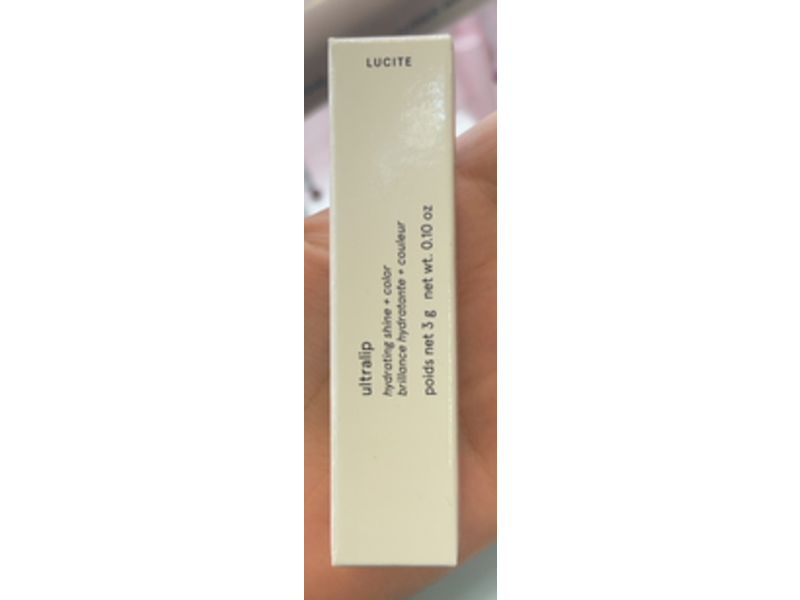 LUCITE
ultralip
hydrating shine + color
brillance hydratante + couleur
poids net 3 g net wt. 0.10 oz